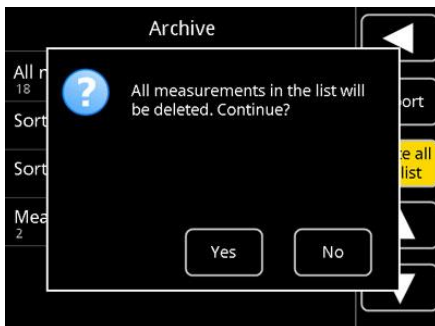 Archive
All
18
Sort
Sort
Mea
2
All measurements in the list will
be deleted. Continue?
Yes
No
ort
e all
list